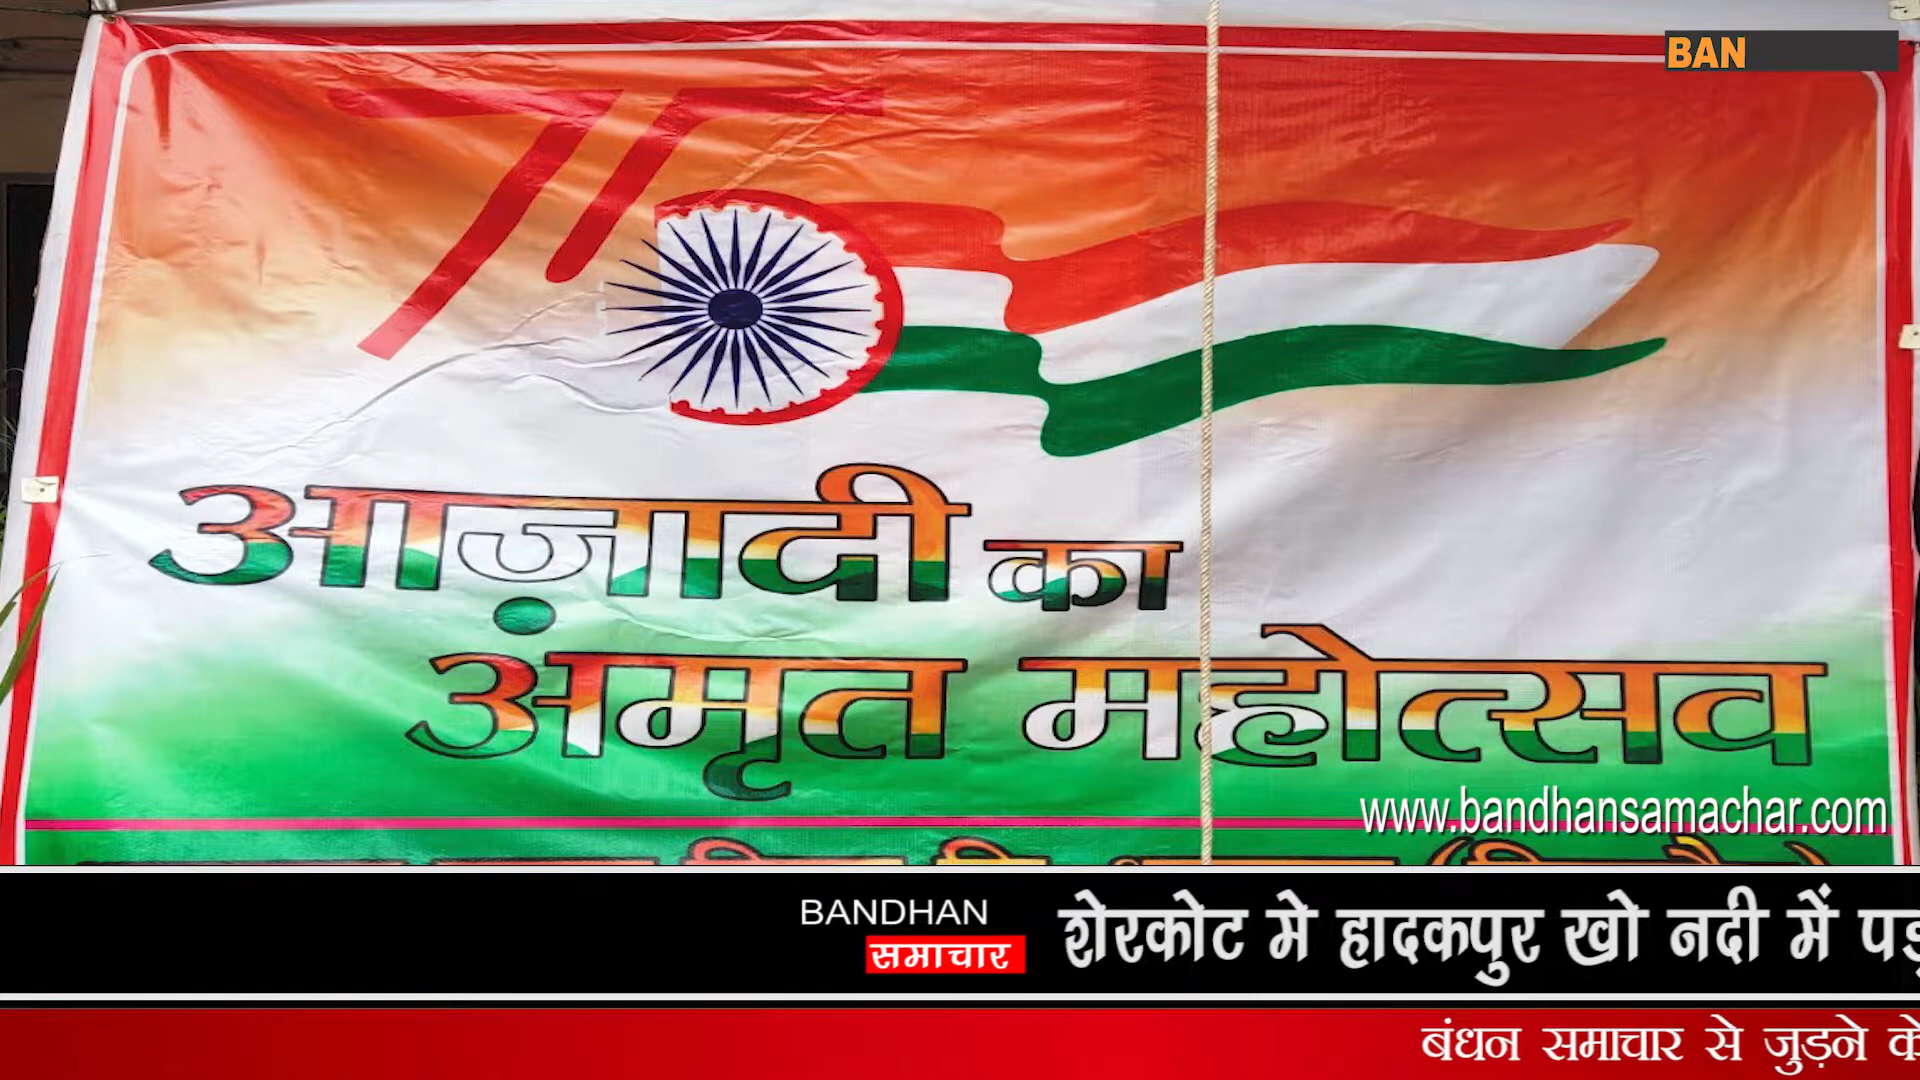 BAN
आज़ादी का
अमृत महोत्सव
www.bandhansamachar.com
BANDHAN
समाचार
शेरकोट मे हादकपुर खो नदी में
बंधन समाचार से जुड़ने के